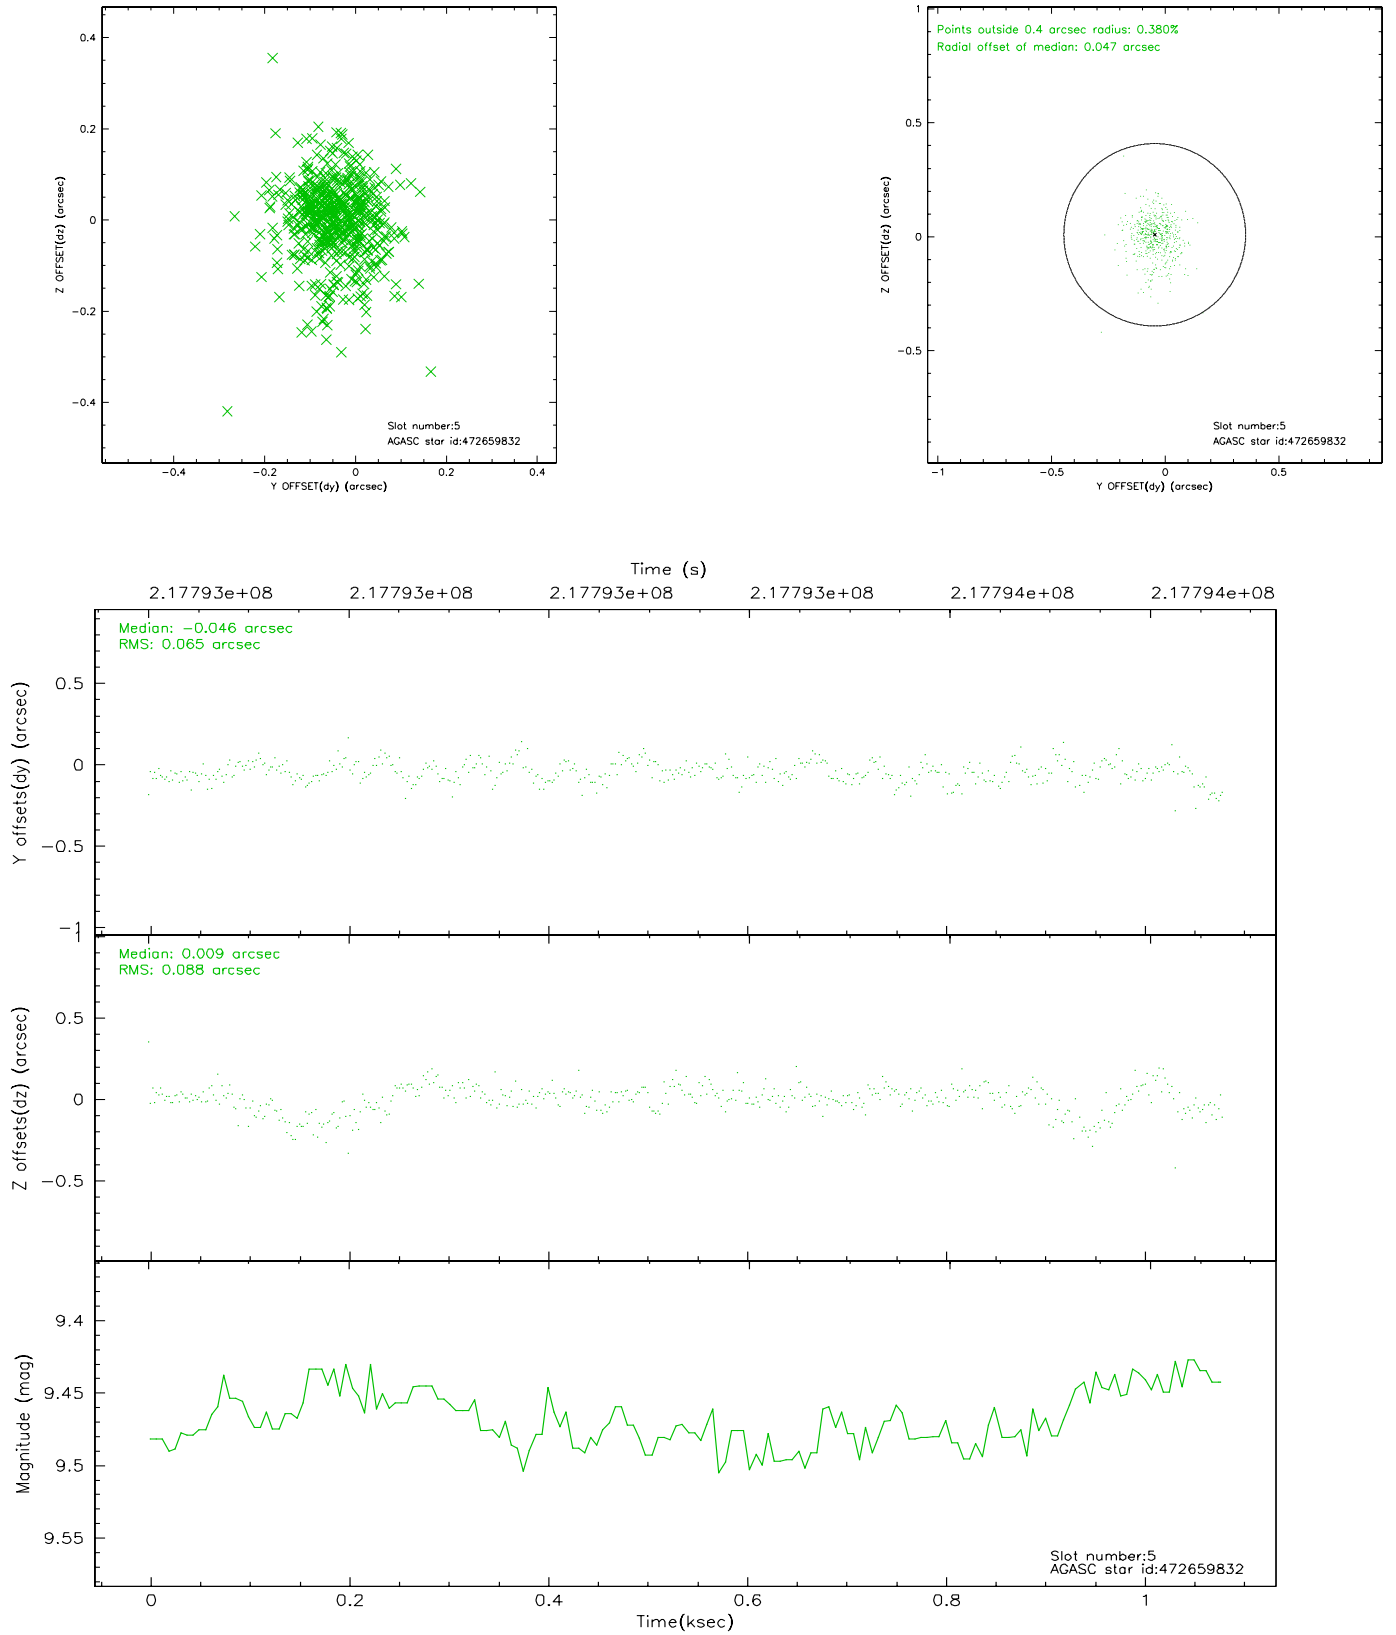 0.4
0.2
0
−0.2
−0.4
Z OFFSET(dz) (arcsec)
Slot number:5
AGASC star id:472659832
−0.4 −0.2 0 0.2 0.4
Y OFFSET(dy) (arcsec)
Points outside 0.4 arcsec radius: 0.380%
Radial offset of median: 0.047 arcsec
1
0.5
0
−0.5
Z OFFSET(dz) (arcsec)
Slot number:5
AGASC star id:472659832
−1 −0.5 0 0.5
Y OFFSET(dy) (arcsec)
Time (s)
2.17793e+08 2.17793e+08 2.17793e+08 2.17793e+08 2.17794e+08 2.17794e+08
Median: −0.046 arcsec
RMS: 0.065 arcsec
0.5
0
−0.5
−1
Y offsets(dy) (arcsec)
1
Median: 0.009 arcsec
RMS: 0.088 arcsec
0.5
0
−0.5
Z offsets(dz) (arcsec)
9.4
9.45
9.5
9.55
Magnitude (mag)
Slot number:5
AGASC star id:472659832
0 0.2 0.4 0.6 0.8 1
Time(ksec)